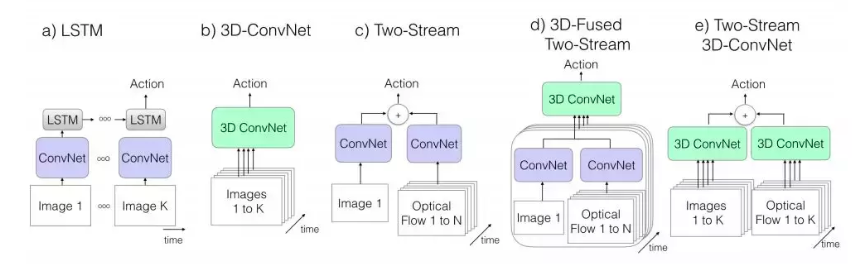 a) LSTM
Action
LSTM ooo LSTM
ConvNet ooo ConvNet
Image 1 ooo Image K
time
b) 3D-ConvNet
Action
3D ConvNet
Images
1 to K
time
c) Two-Stream
Action
+
ConvNet ConvNet
Image 1
Optical
Flow 1 to N
time
d) 3D-Fused
Two-Stream
Action
3D ConvNet
ConvNet ConvNet
Image 1
Optical
Flow 1 to N
time
e) Two-Stream
3D-ConvNet
Action
+
3D ConvNet 3D ConvNet
Images
1 to K
Optical
Flow 1 to K
time